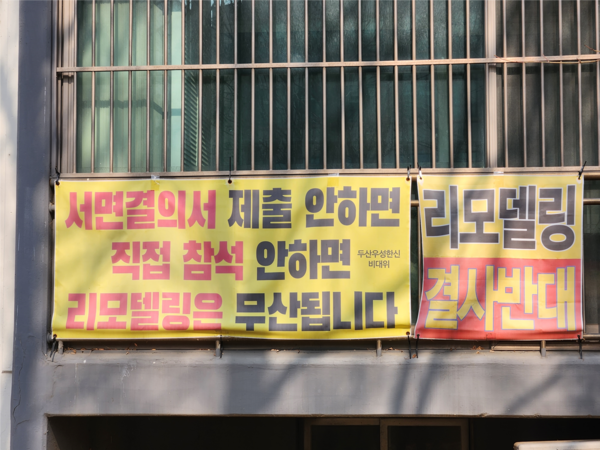 서면결의서 제출 안하면
직접 참석 안하면
두산우성한신
비대위
리모델링은 무산됩니다
리모델링
결사반대